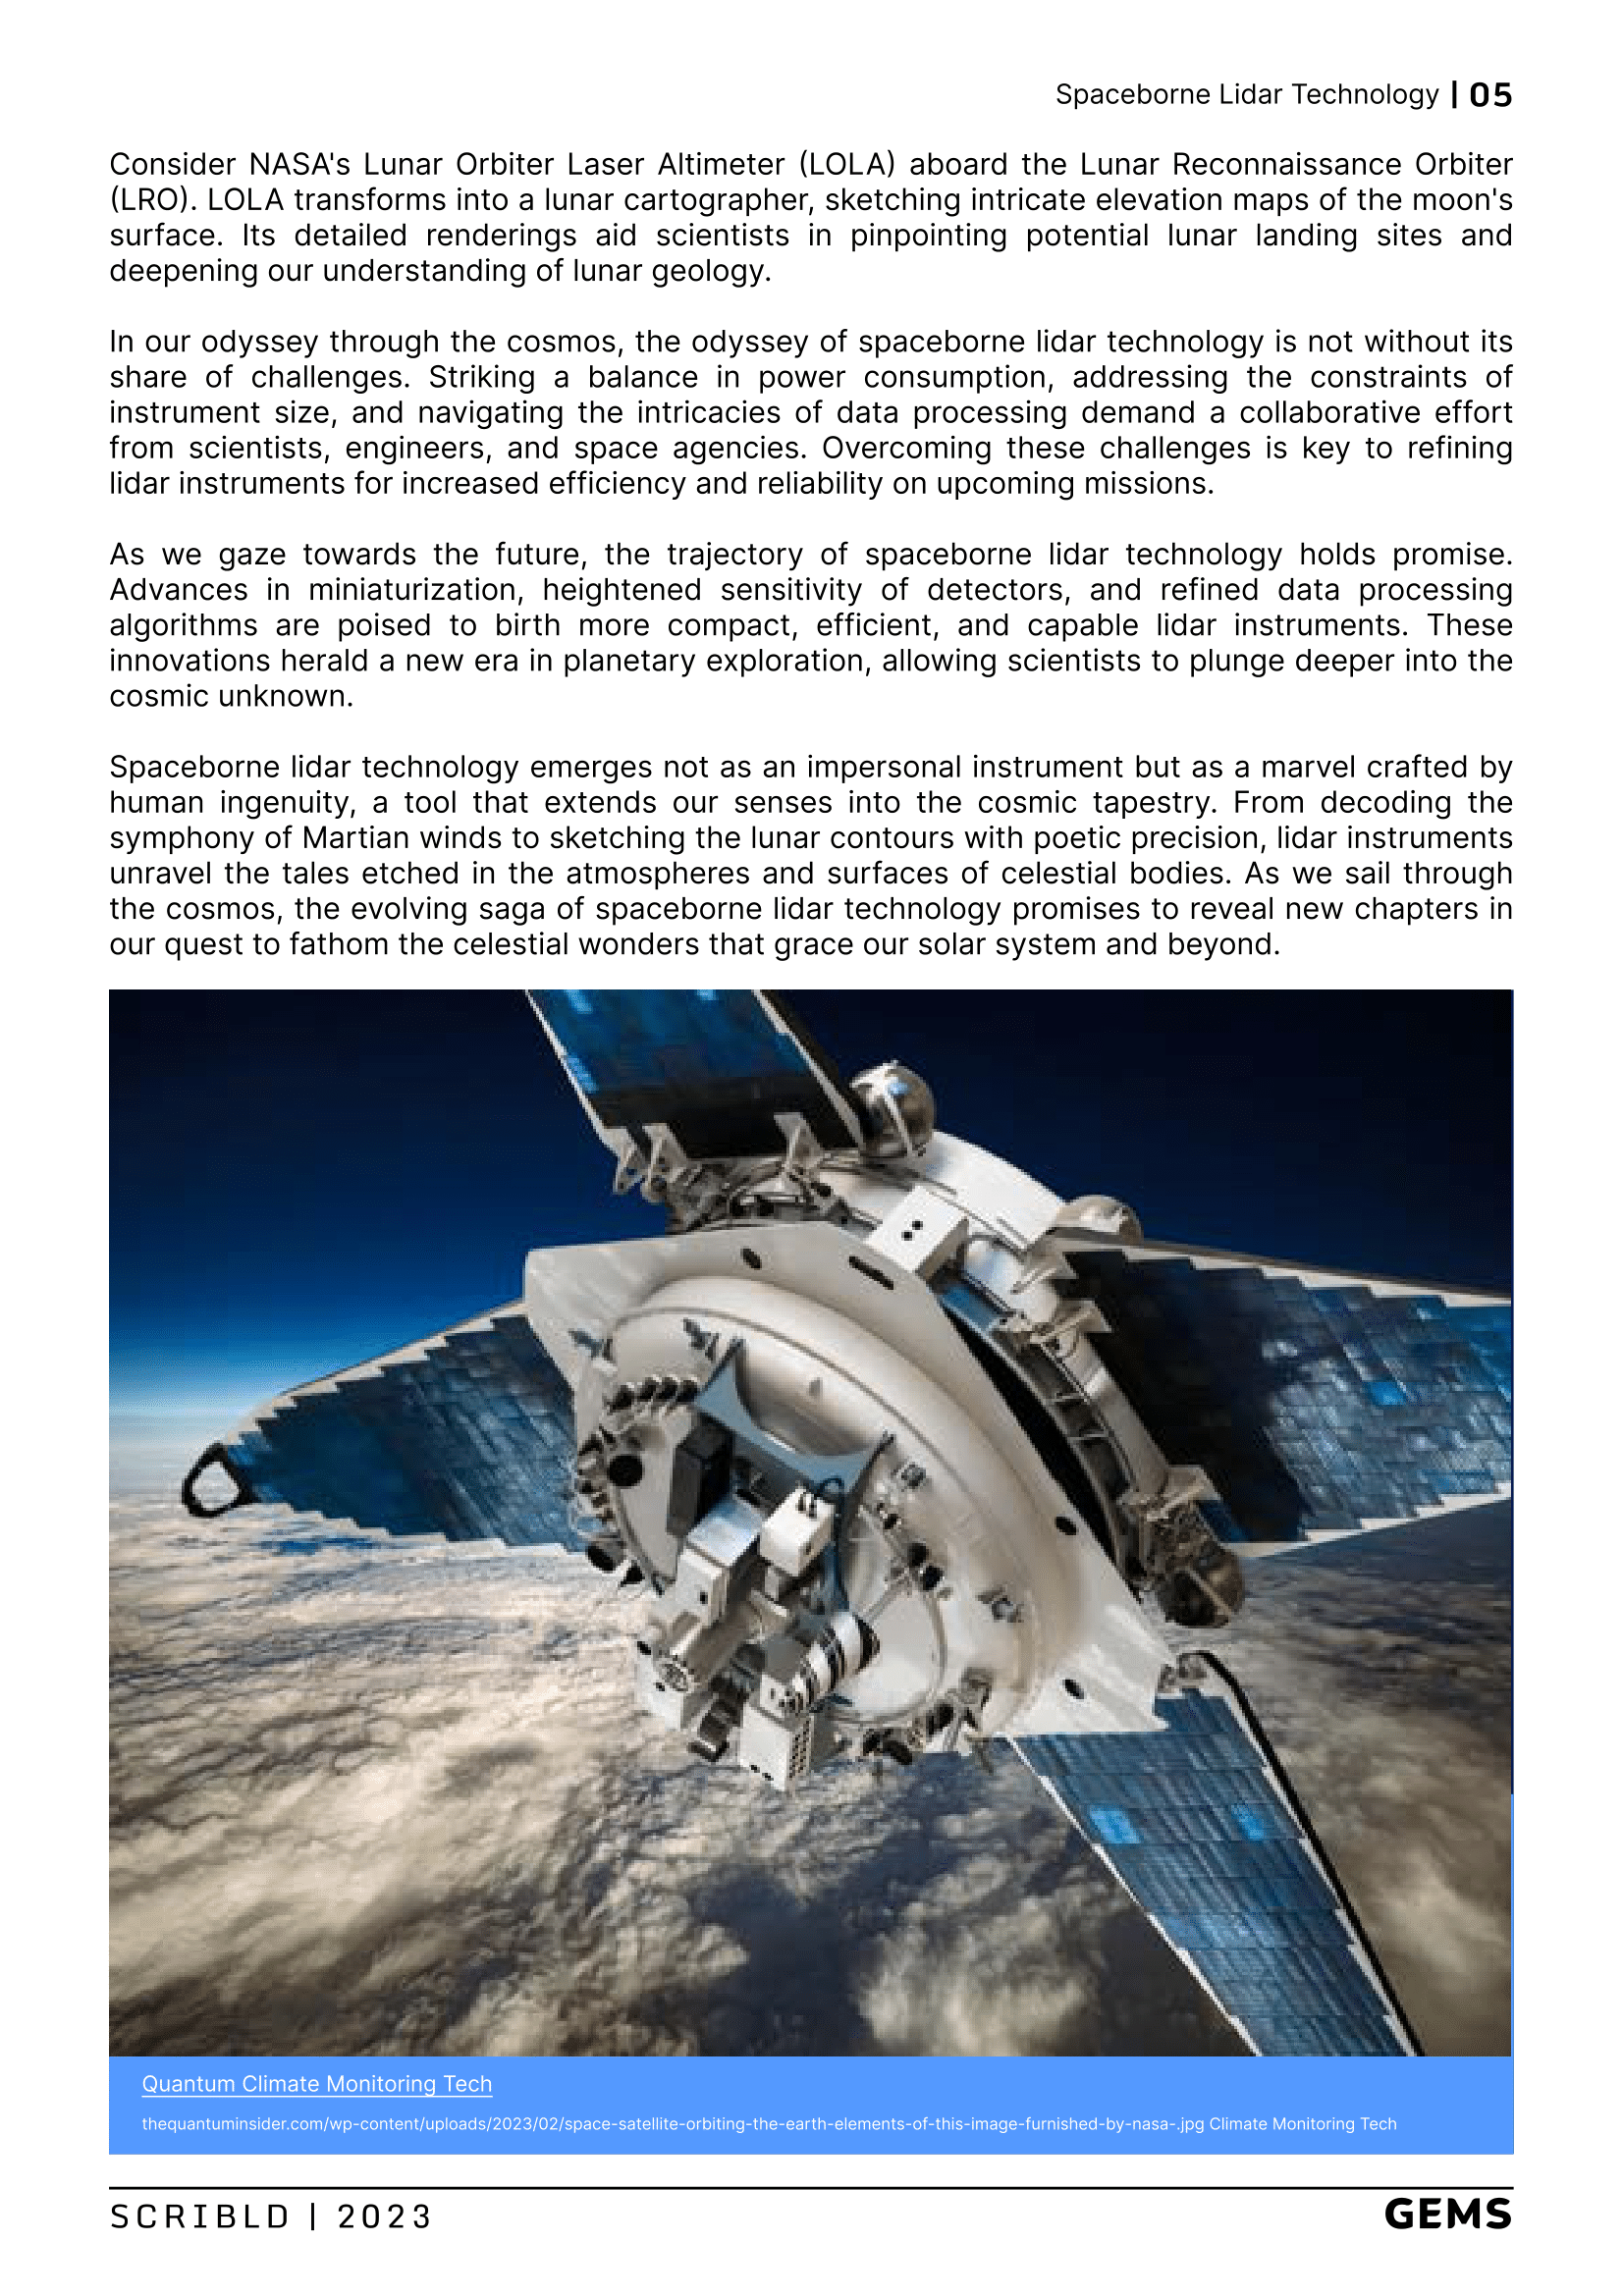 Spaceborne Lidar Technology | 05
Consider NASA's Lunar Orbiter Laser Altimeter (LOLA) aboard the Lunar Reconnaissance Orbiter
(LRO). LOLA transforms into a lunar cartographer, sketching intricate elevation maps of the moon's
surface. Its detailed renderings aid scientists in pinpointing potential lunar landing sites and
deepening our understanding of lunar geology.
In our odyssey through the cosmos, the odyssey of spaceborne lidar technology is not without its
share of challenges. Striking a balance in power consumption, addressing the constraints of
instrument size, and navigating the intricacies of data processing demand a collaborative effort
from scientists, engineers, and space agencies. Overcoming these challenges is key to refining
lidar instruments for increased efficiency and reliability on upcoming missions.
As we gaze towards the future, the trajectory of spaceborne lidar technology holds promise.
Advances in miniaturization, heightened sensitivity of detectors, and refined data processing
algorithms are poised to birth more compact, efficient, and capable lidar instruments. These
innovations herald a new era in planetary exploration, allowing scientists to plunge deeper into the
cosmic unknown.
Spaceborne lidar technology emerges not as an impersonal instrument but as a marvel crafted by
human ingenuity, a tool that extends our senses into the cosmic tapestry. From decoding the
symphony of Martian winds to sketching the lunar contours with poetic precision, lidar instruments
unravel the tales etched in the atmospheres and surfaces of celestial bodies. As we sail through
the cosmos, the evolving saga of spaceborne lidar technology promises to reveal new chapters in
our quest to fathom the celestial wonders that grace our solar system and beyond.
Quantum Climate Monitoring Tech
thequantuminsider.com/wp-content/uploads/2023/02/space-satellite-orbiting-the-earth-elements-of-this-image-furnished-by-nasa-.jpg Climate Monitoring Tech
SCRIBLD | 2023
GEMS